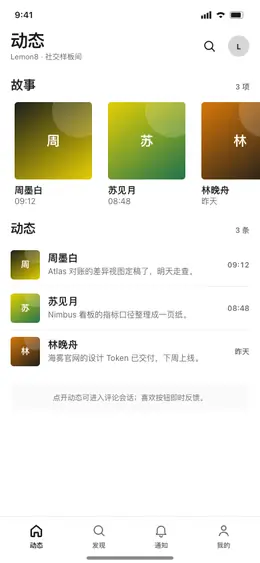 9:41
动态
Lemon8 · 社交样板间
L
故事
3 项
周
苏
林
周墨白
09:12
苏见月
08:48
林晚舟
昨天
动态
3 条
周
周墨白
Atlas 对账的差异视图定稿了，明天走查。
09:12
苏
苏见月
Nimbus 看板的指标口径整理成一页纸。
08:48
林
林晚舟
海雾官网的设计 Token 已交付，下周上线。
昨天
点开动态可进入评论会话；喜欢按钮即时反馈。
动态
发现
通知
我的